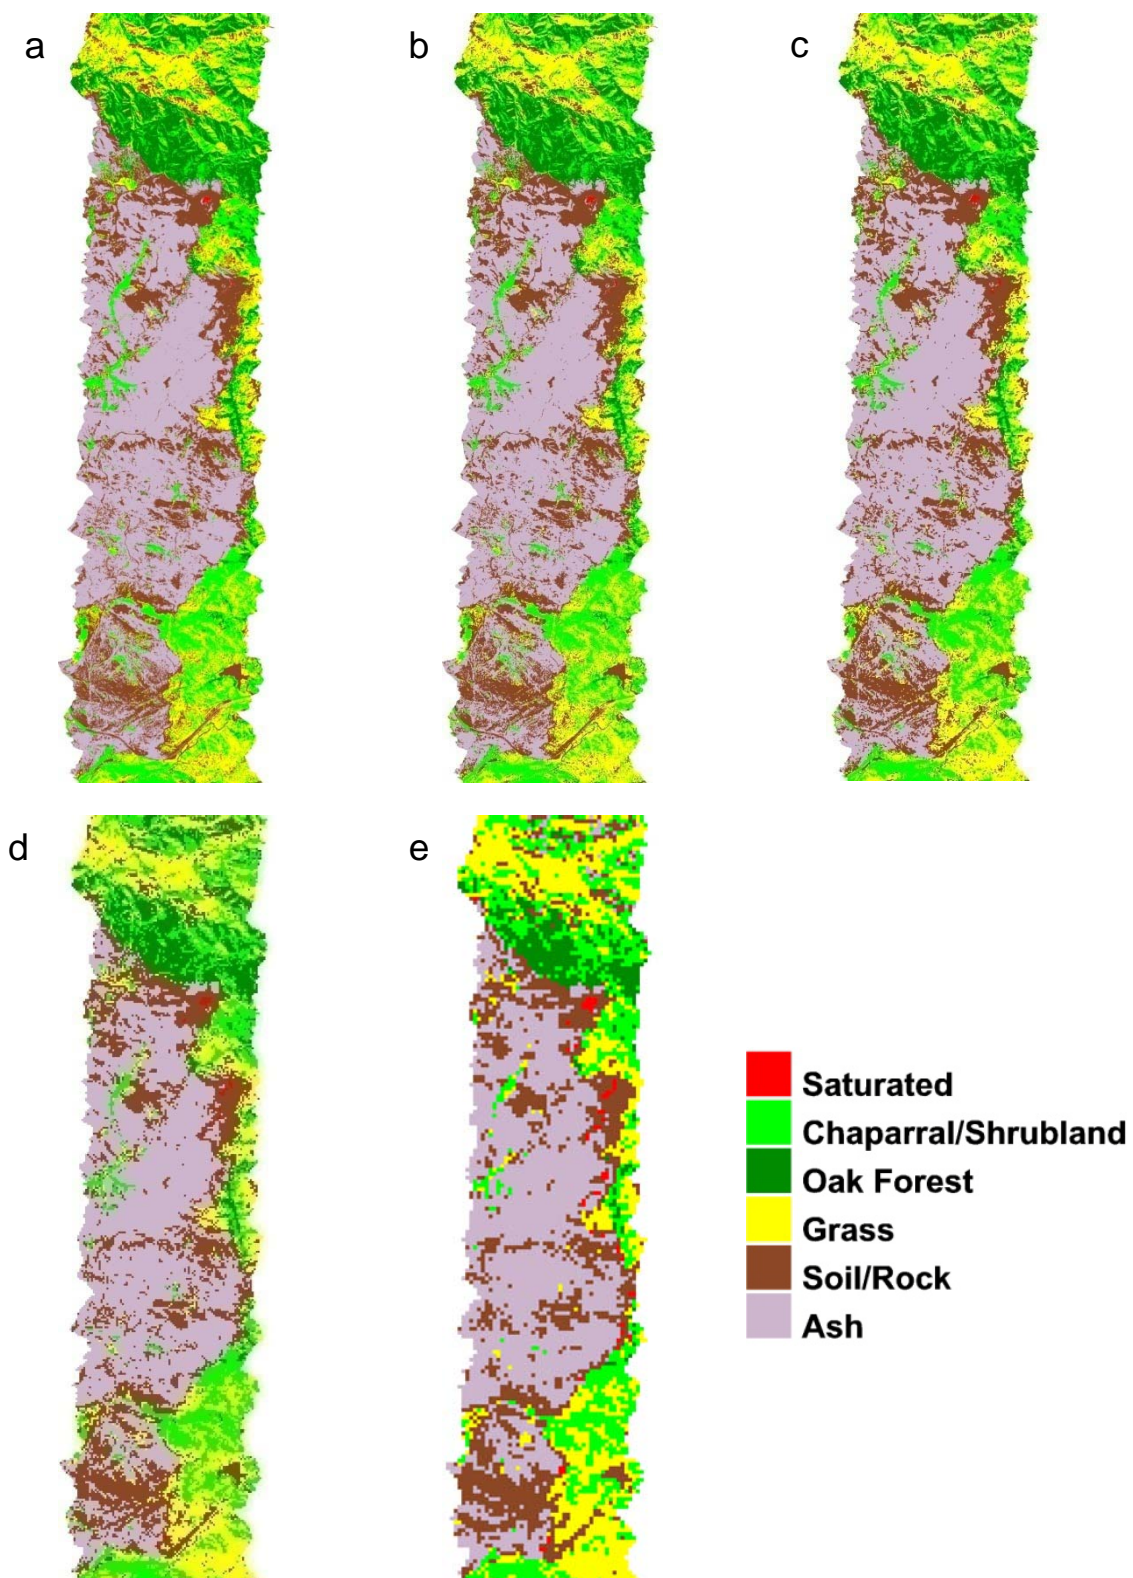 a
b
c
d
e
Saturated
Chaparral/Shrubland
Oak Forest
Grass
Soil/Rock
Ash